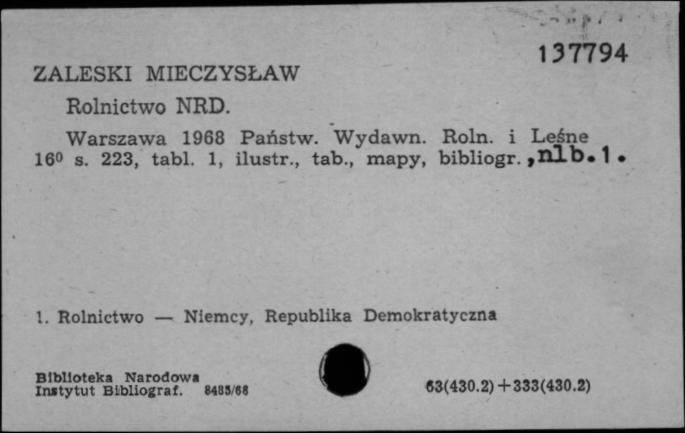 137794
ZALESKI MIECZYSŁAW
Rolnictwo NRD.
Warszawa 1968 Państw. Wydawn. Roln. i Leśne
16⁰ s. 223, tabl. 1, ilustr., tab., mapy, bibliogr. ,nlb.1.
1. Rolnictwo — Niemcy, Republika Demokratyczna
Biblioteka Narodowa
Instytut Bibliograf. 8485/68
63(430.2)+333(430.2)